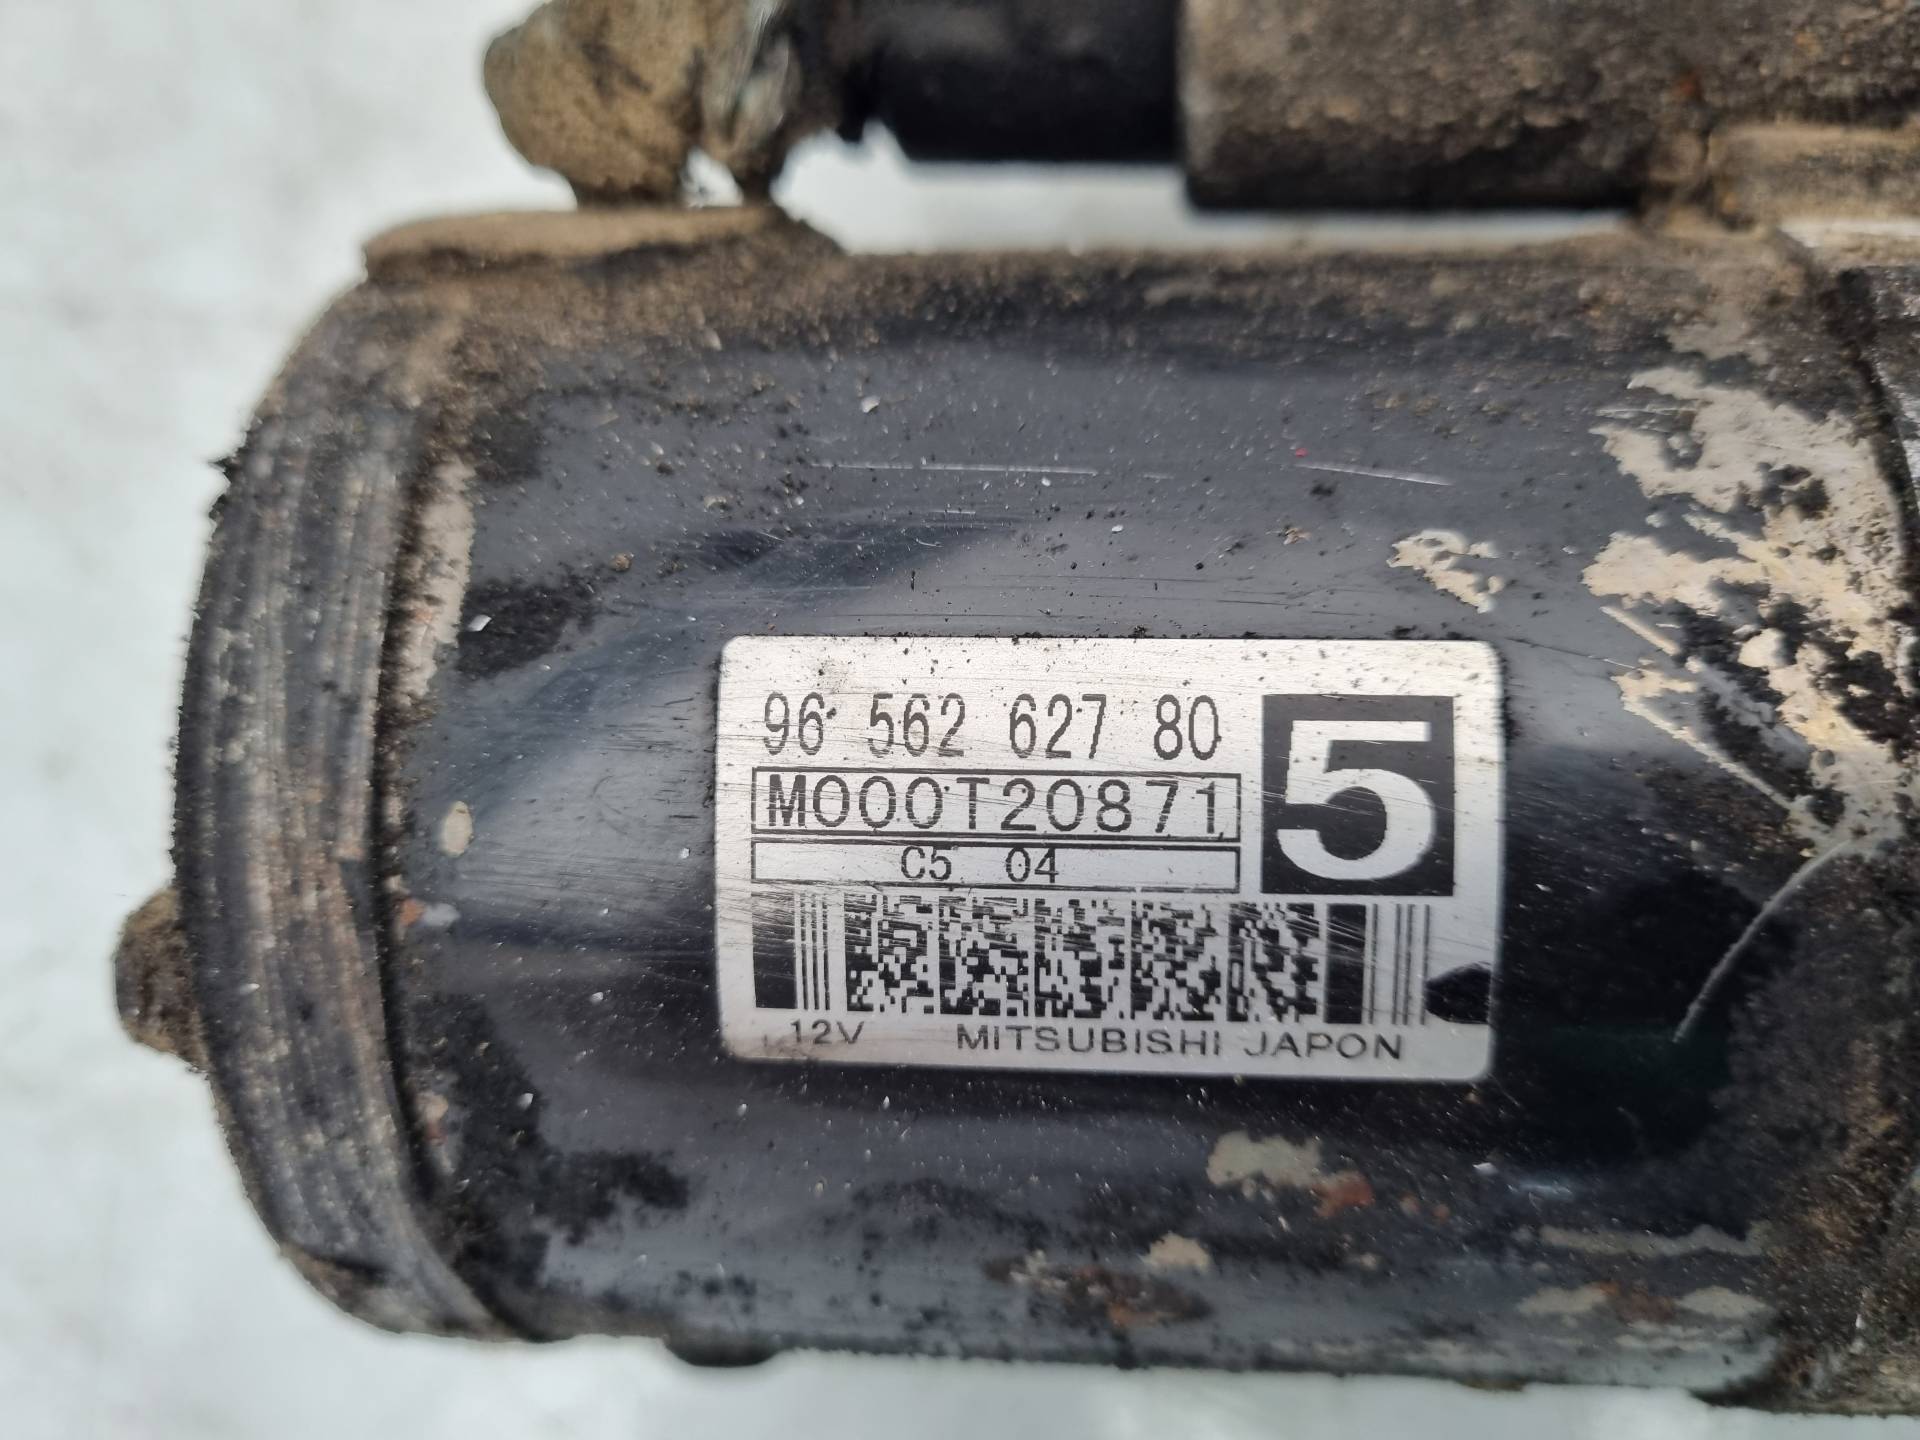 96 562 627 80
5
M000T20871
C5 04
12V MITSUBISHI JAPON